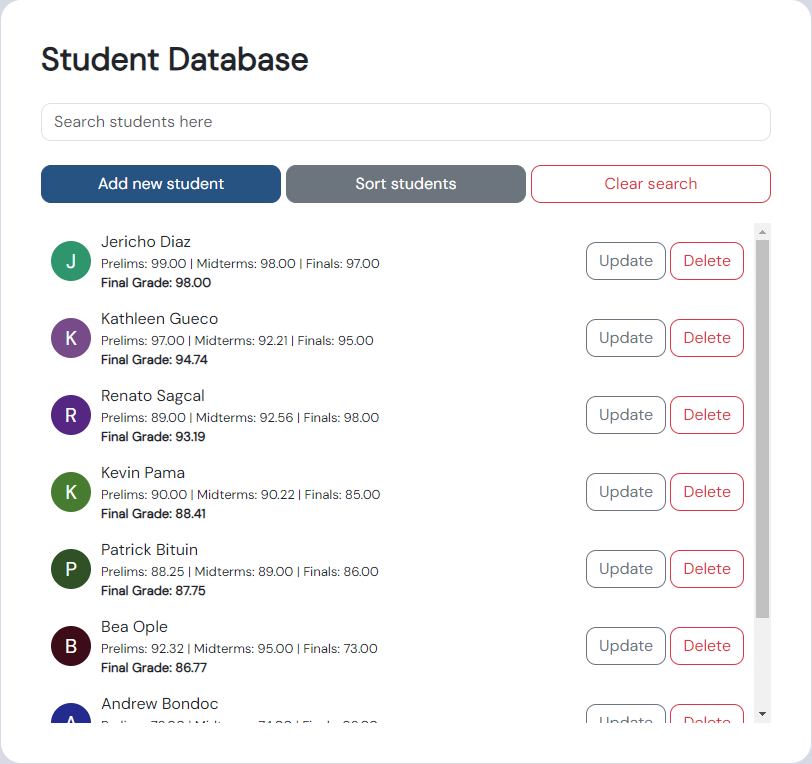 Student Database
Search students here
Add new student Sort students Clear search
J Jericho Diaz
Prelims: 99.00 | Midterms: 98.00 | Finals: 97.00
Final Grade: 98.00
Update Delete
K Kathleen Gueco
Prelims: 97.00 | Midterms: 92.21 | Finals: 95.00
Final Grade: 94.74
Update Delete
R Renato Sagcal
Prelims: 89.00 | Midterms: 92.56 | Finals: 98.00
Final Grade: 93.19
Update Delete
K Kevin Pama
Prelims: 90.00 | Midterms: 90.22 | Finals: 85.00
Final Grade: 88.41
Update Delete
P Patrick Bituin
Prelims: 88.25 | Midterms: 89.00 | Finals: 86.00
Final Grade: 87.75
Update Delete
B Bea Ople
Prelims: 92.32 | Midterms: 95.00 | Finals: 73.00
Final Grade: 86.77
Update Delete
A Andrew Bondoc
Update Delete